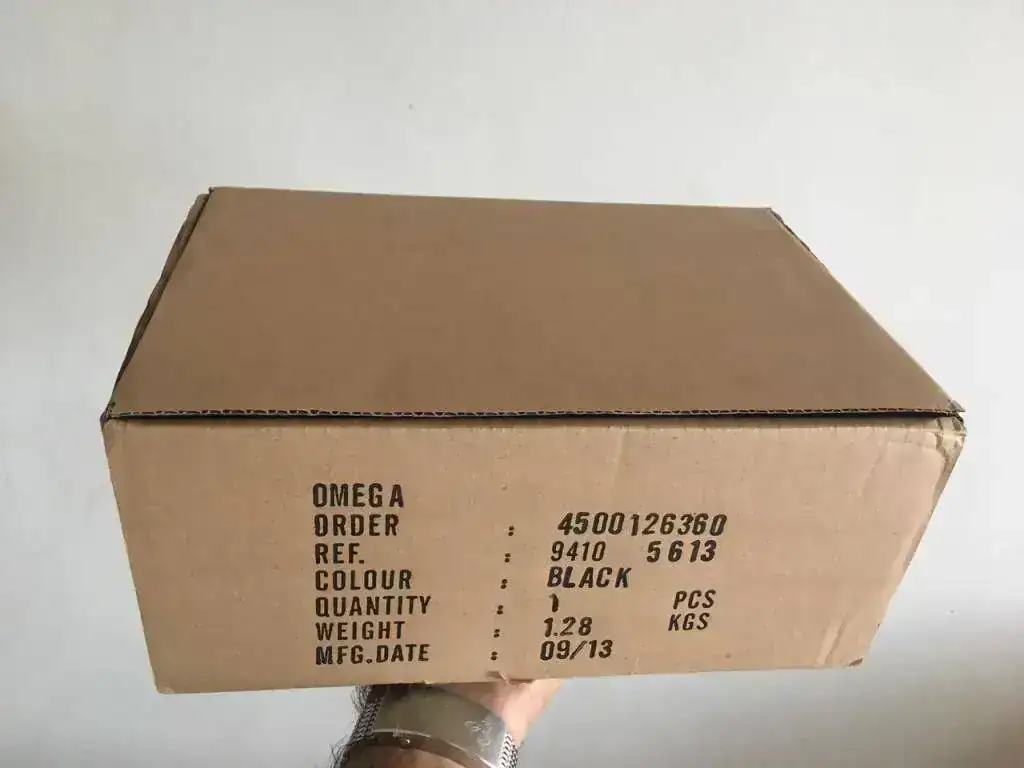 OMEGA
ORDER : 4500126360
REF. : 9410 5613
COLOUR : BLACK
QUANTITY : 1 PCS
WEIGHT : 1.28 KGS
MFG.DATE : 09/13